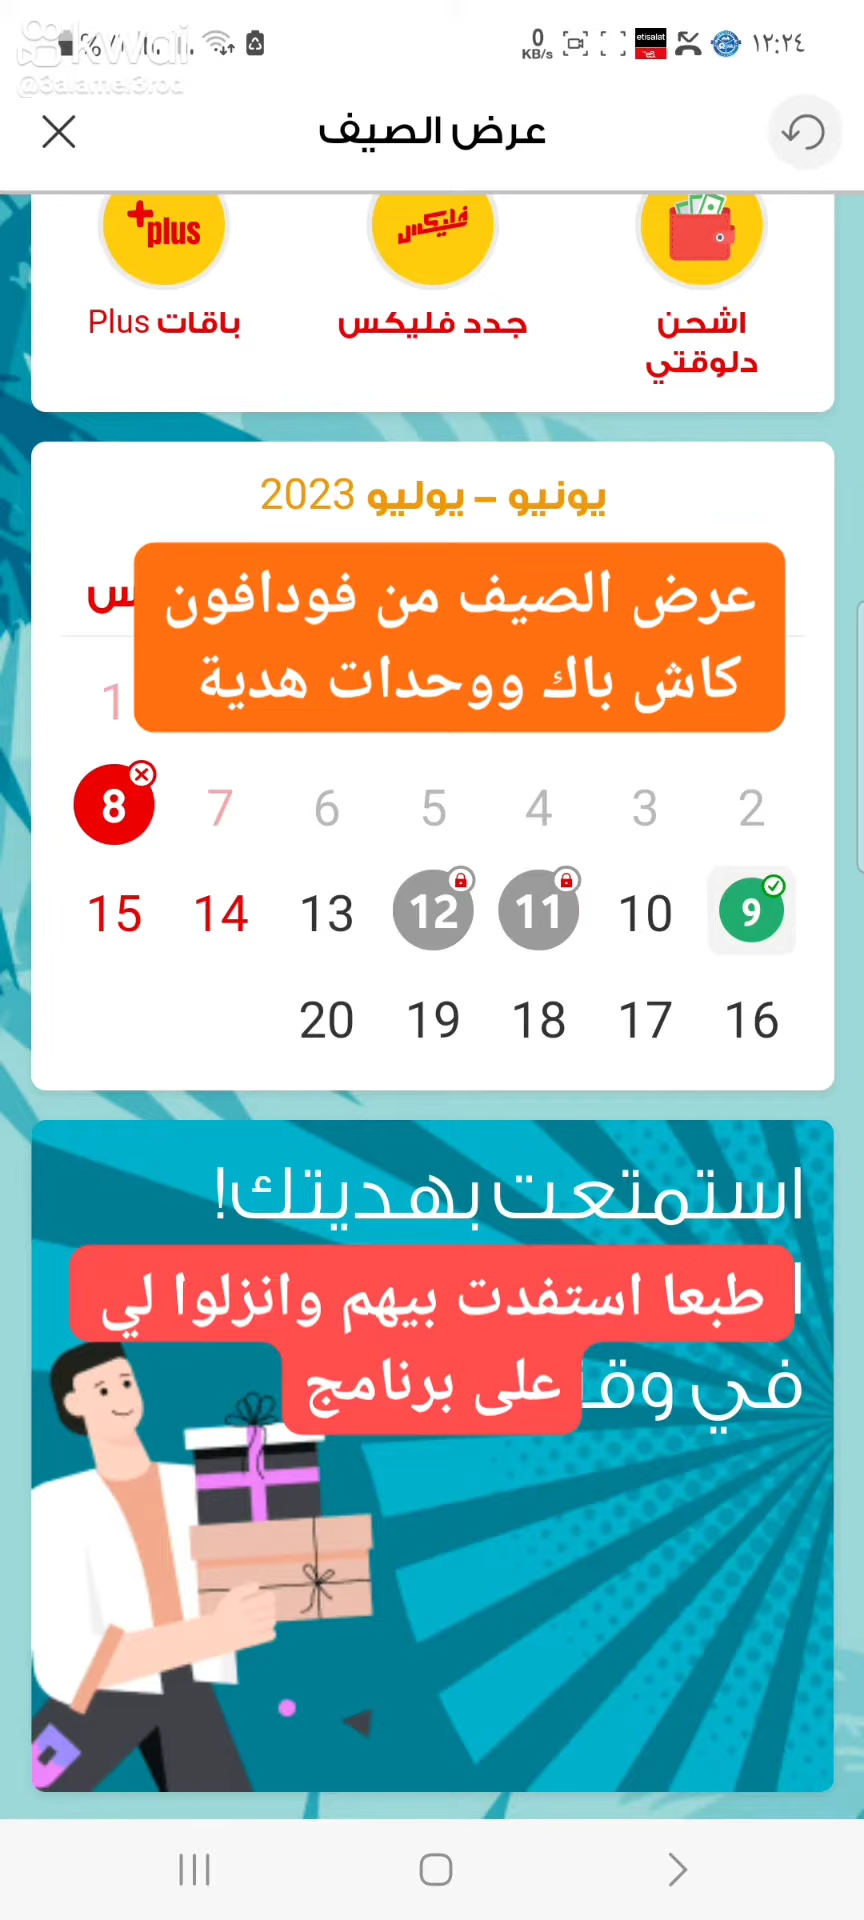 kwai
@3alamel3rod
0
KB/s
etisalat
١٢:٢٤
عرض الصيف
فليكس
+plus
اشحن
دلوقتي
جدد فليكس
باقات Plus
يونيو – يوليو 2023
س
عرض الصيف من فودافون
كاش باك ووحدات هدية
1
2 3 4 5 6 7 8
9 10 11 12 13 14 15
16 17 18 19 20
استمتعت بهديتك!
طبعا استفدت بيهم وانزلوا لي
على برنامج
في